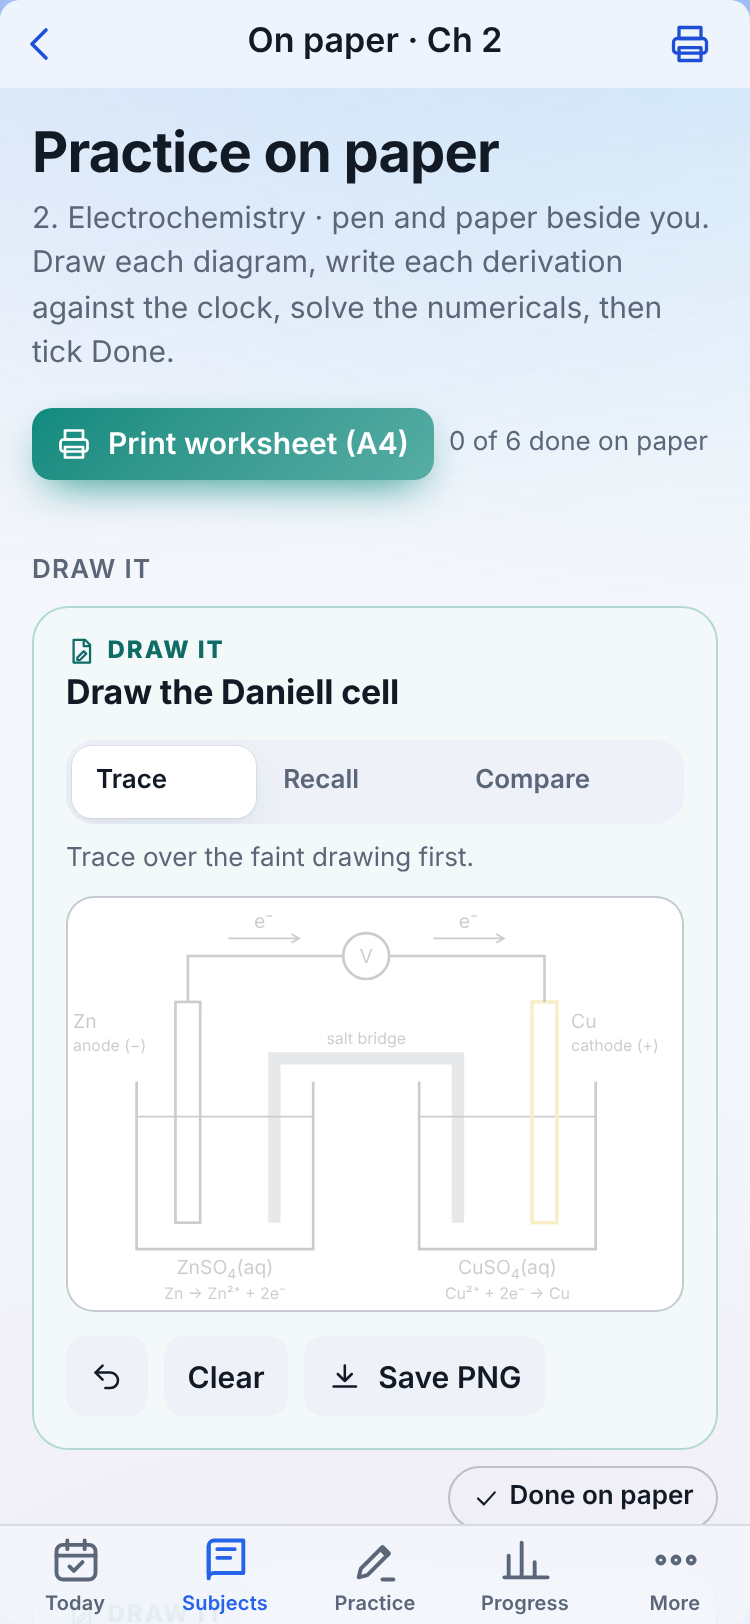 On paper · Ch 2
Practice on paper
2. Electrochemistry · pen and paper beside you.
Draw each diagram, write each derivation
against the clock, solve the numericals, then
tick Done.
Print worksheet (A4)
0 of 6 done on paper
DRAW IT
DRAW IT
Draw the Daniell cell
Trace
Recall
Compare
Trace over the faint drawing first.
e⁻
e⁻
V
Zn
anode (−)
Cu
cathode (+)
salt bridge
ZnSO₄(aq)
Zn → Zn²⁺ + 2e⁻
CuSO₄(aq)
Cu²⁺ + 2e⁻ → Cu
Clear
Save PNG
Done on paper
DRAW IT
Today
Subjects
Practice
Progress
More